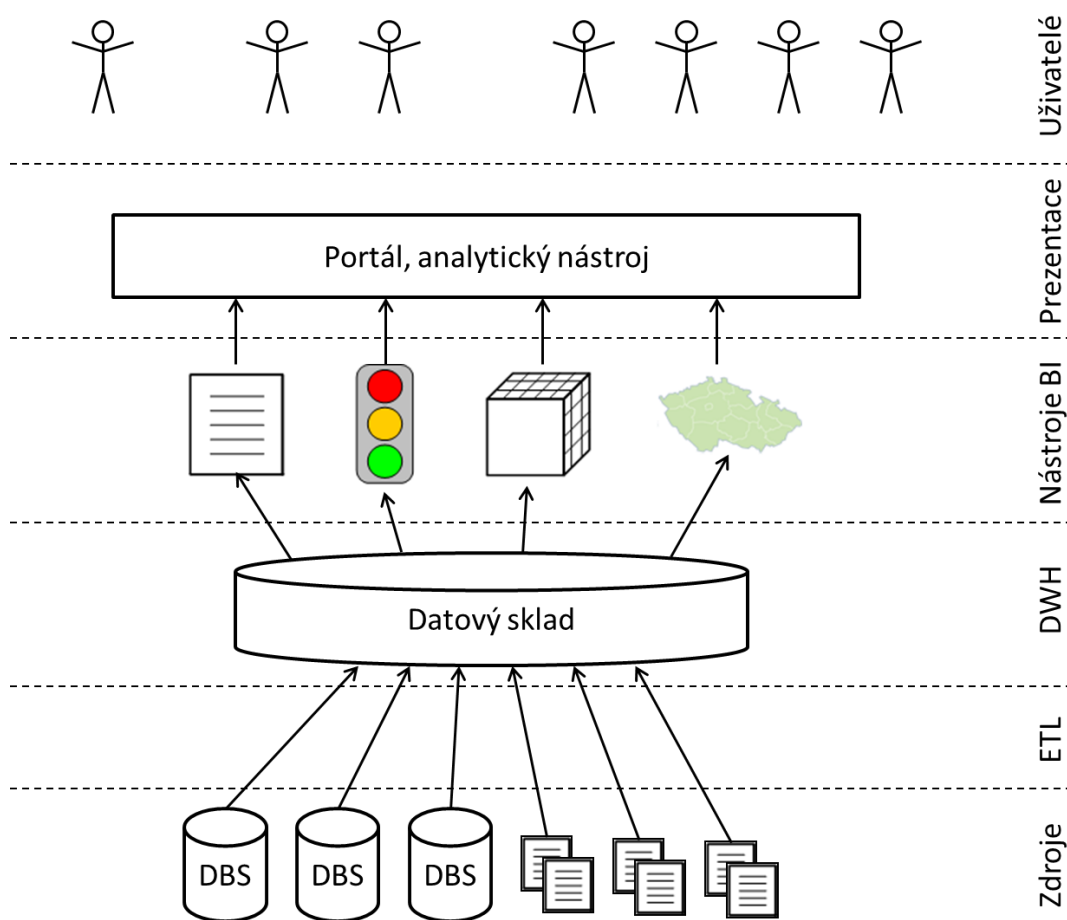 Uživatelé
Prezentace
Portál, analytický nástroj
Nástroje BI
DWH
Datový sklad
ETL
Zdroje
DBS
DBS
DBS